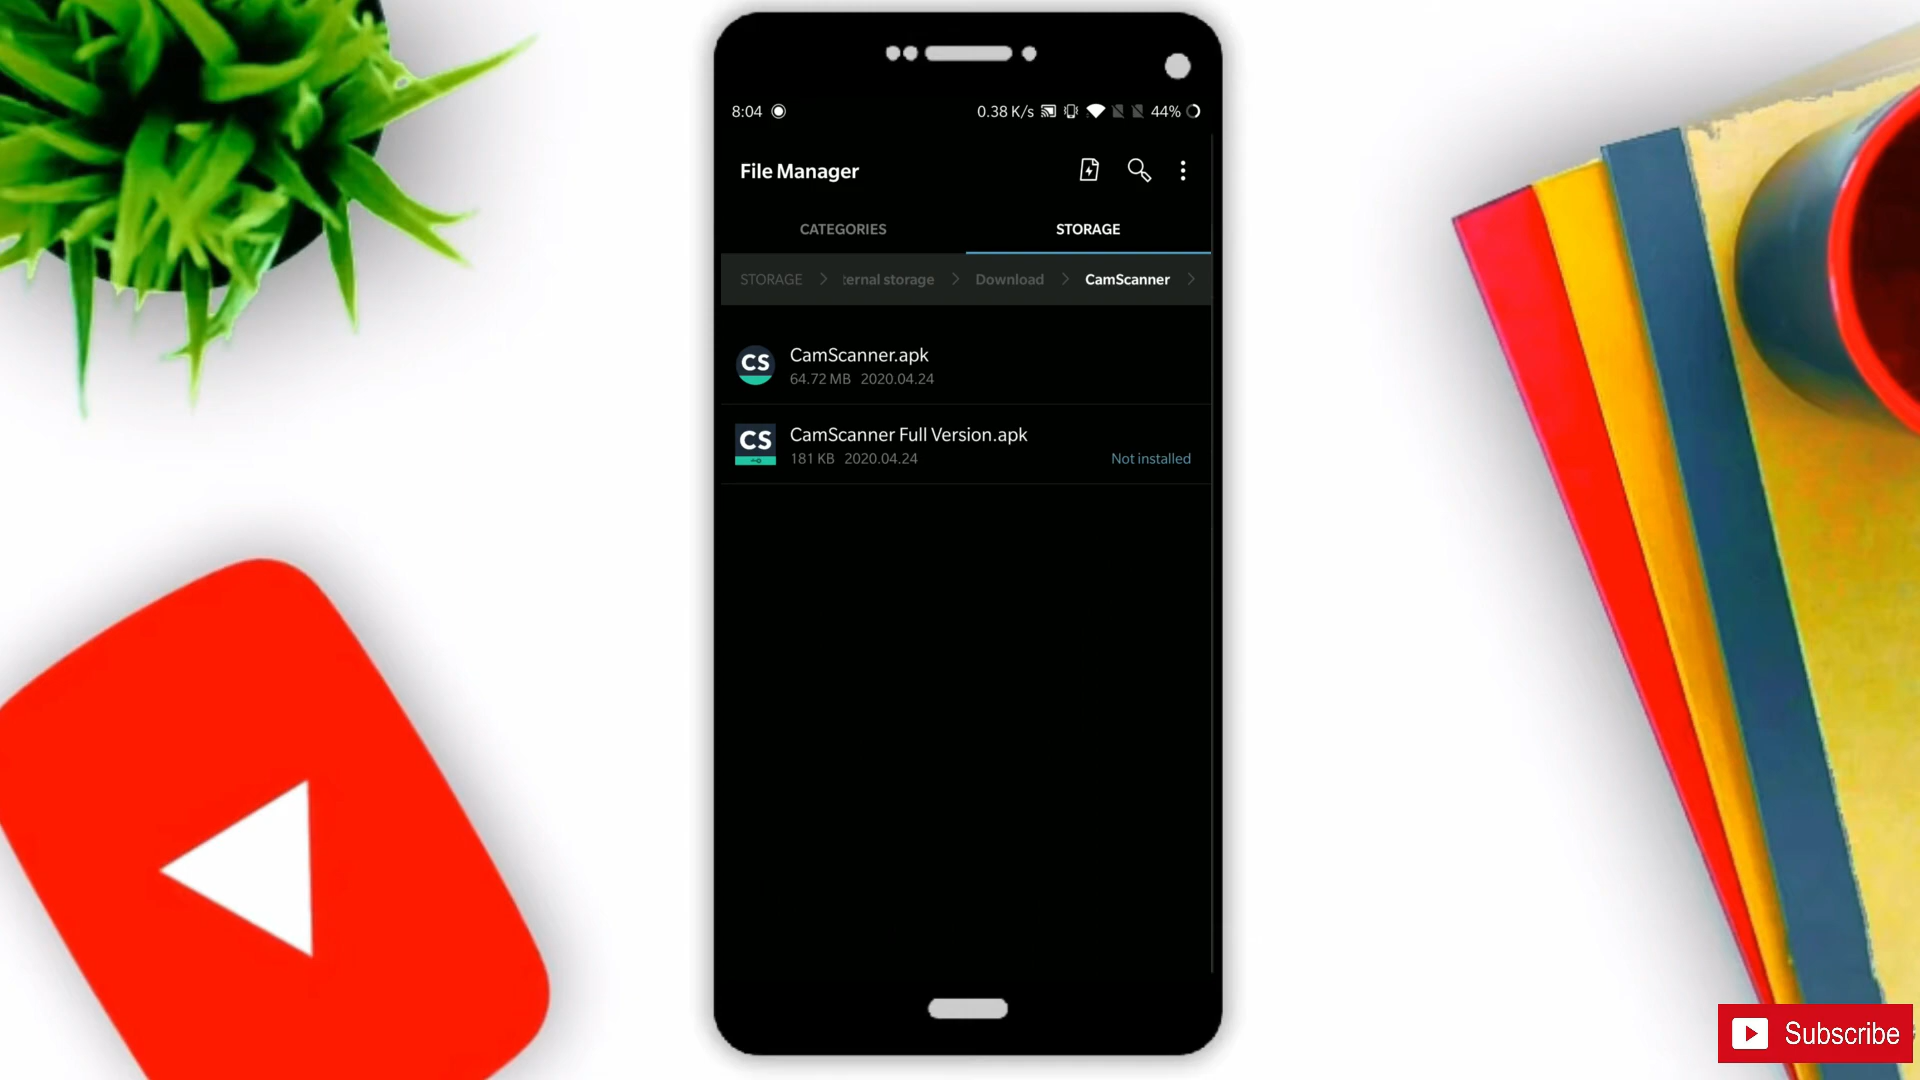 8:04
0.38 K/s 44%
File Manager
CATEGORIES STORAGE
STORAGE > ternal storage > Download > CamScanner >
CS
CamScanner.apk
64.72 MB 2020.04.24
CS
CamScanner Full Version.apk
181 KB 2020.04.24
Not installed
Subscribe